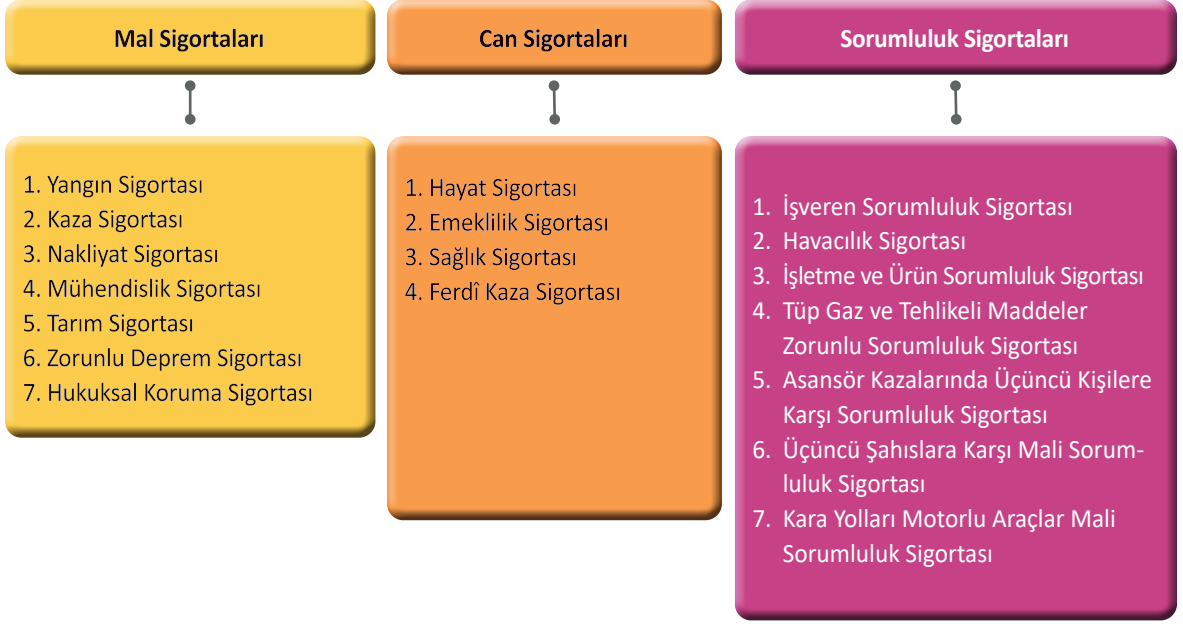 Mal Sigortaları
1. Yangın Sigortası
2. Kaza Sigortası
3. Nakliyat Sigortası
4. Mühendislik Sigortası
5. Tarım Sigortası
6. Zorunlu Deprem Sigortası
7. Hukuksal Koruma Sigortası
Can Sigortaları
1. Hayat Sigortası
2. Emeklilik Sigortası
3. Sağlık Sigortası
4. Ferdî Kaza Sigortası
Sorumluluk Sigortaları
1. İşveren Sorumluluk Sigortası
2. Havacılık Sigortası
3. İşletme ve Ürün Sorumluluk Sigortası
4. Tüp Gaz ve Tehlikeli Maddeler
Zorunlu Sorumluluk Sigortası
5. Asansör Kazalarında Üçüncü Kişilere
Karşı Sorumluluk Sigortası
6. Üçüncü Şahıslara Karşı Mali Sorum-
luluk Sigortası
7. Kara Yolları Motorlu Araçlar Mali
Sorumluluk Sigortası